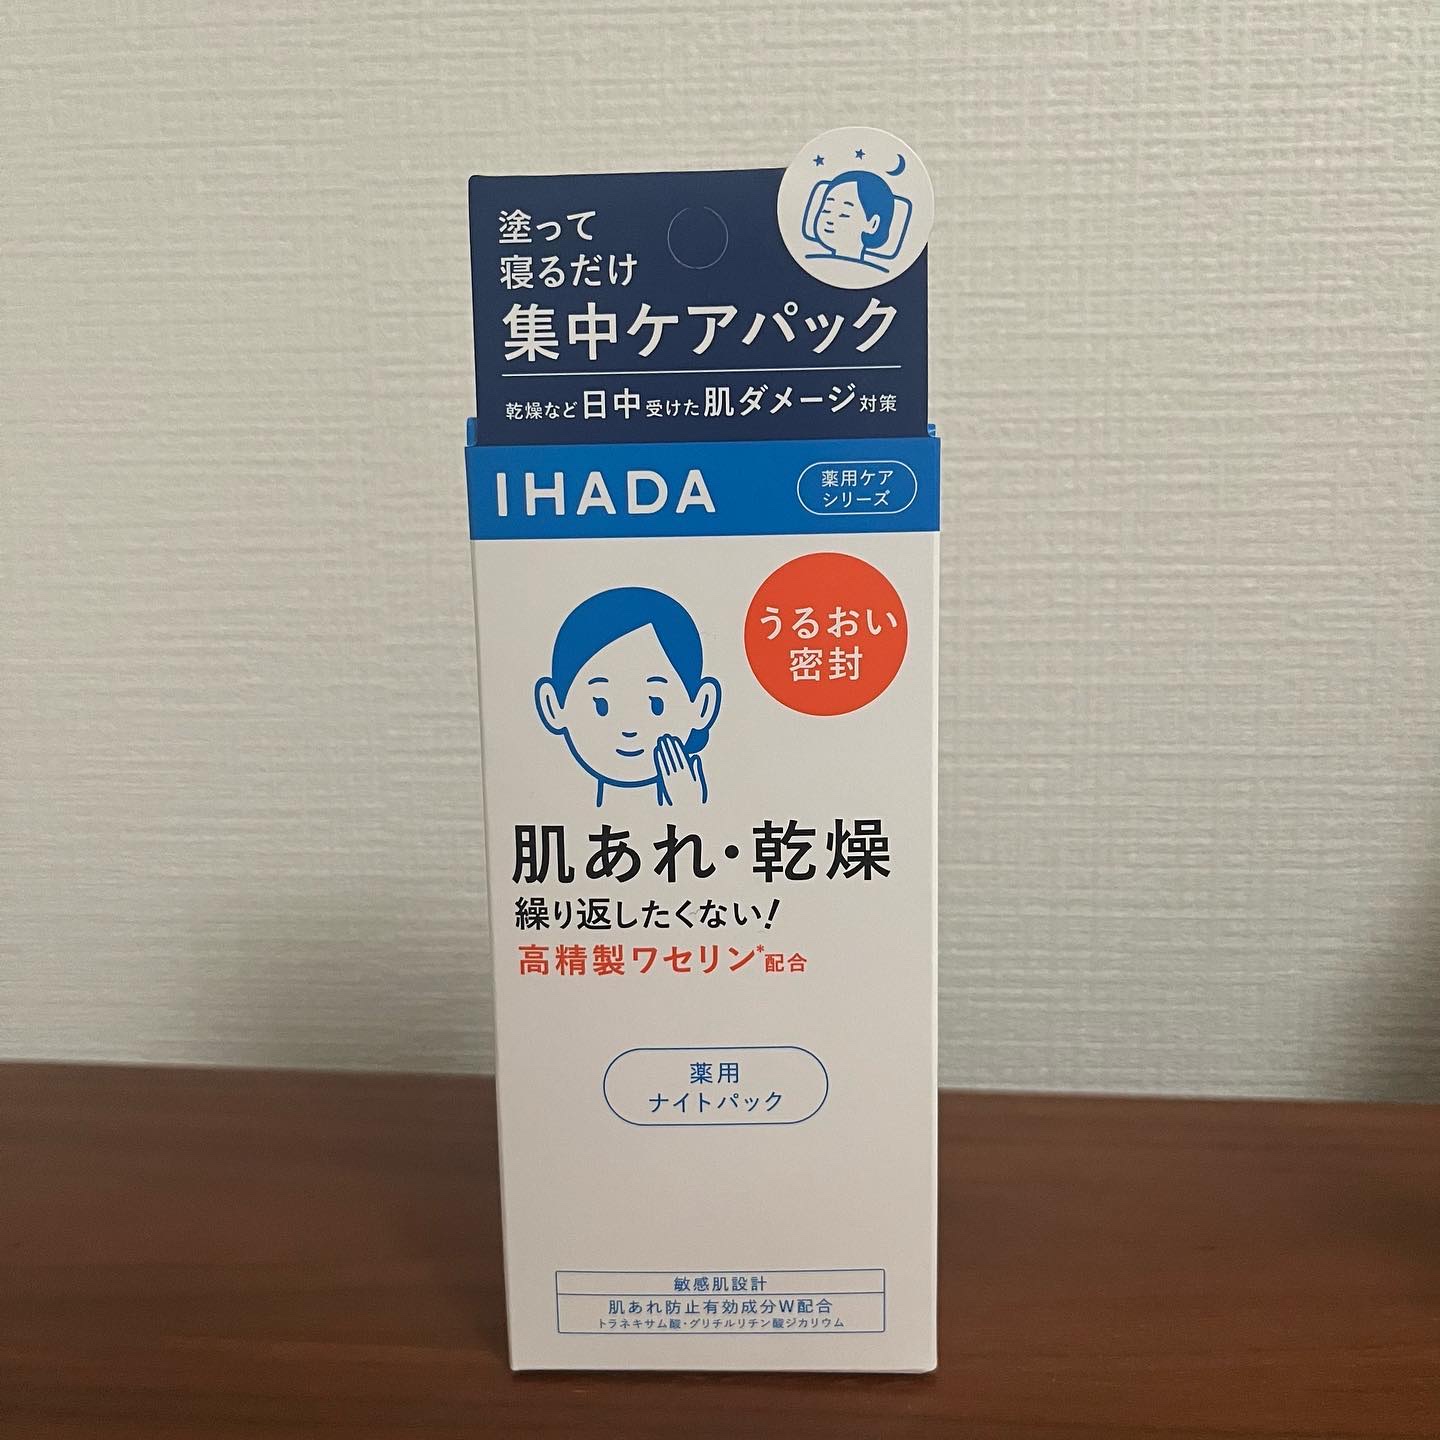 塗って
寝るだけ
集中ケアパック
乾燥など日中受けた肌ダメージ対策
IHADA
薬用ケア
シリーズ
うるおい
密封
肌あれ・乾燥
繰り返したくない!
高精製ワセリン*配合
薬用
ナイトパック
敏感肌設計
肌あれ防止有効成分W配合
トラネキサム酸・グリチルリチン酸ジカリウム